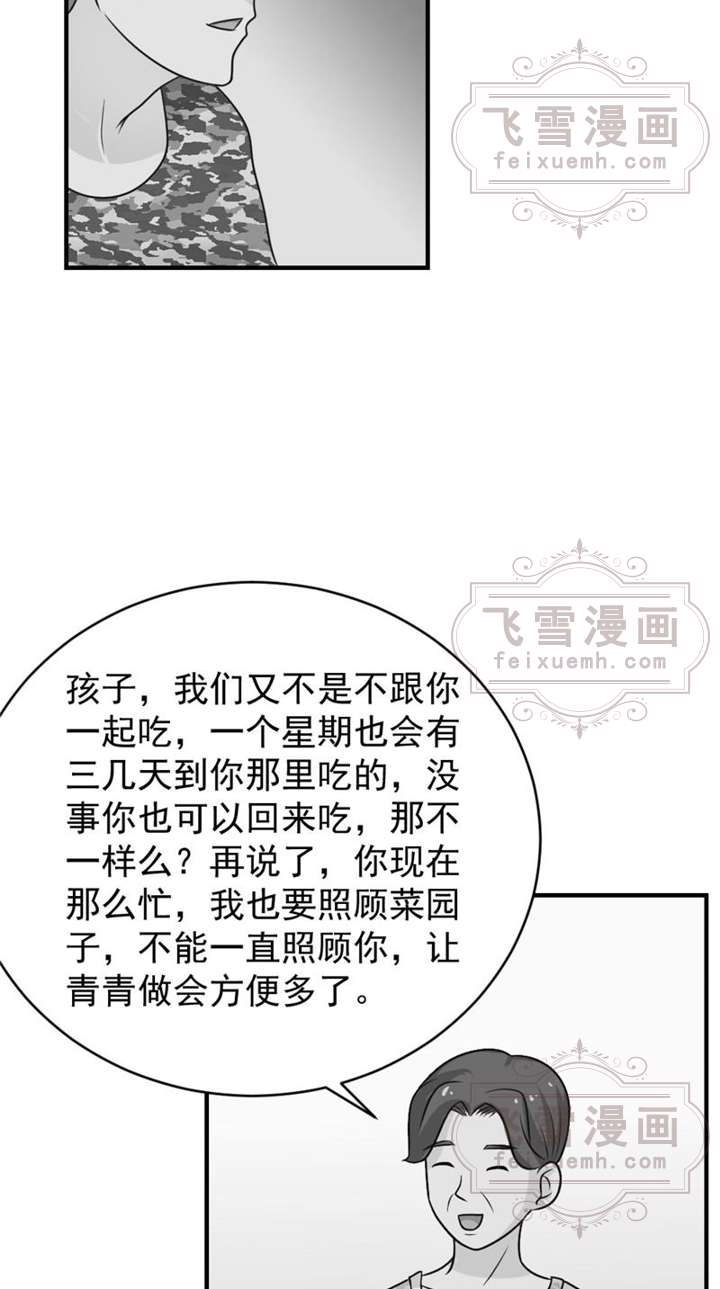 飞雪漫画
feixuemh.com
飞雪漫画
feixuemh.com
孩子，我们又不是不跟你
一起吃，一个星期也会有
三几天到你那里吃的，没
事你也可以回来吃，那不
一样么？再说了，你现在
那么忙，我也要照顾菜园
子，不能一直照顾你，让
青青做会方便多了。
飞雪漫画
feixuemh.com